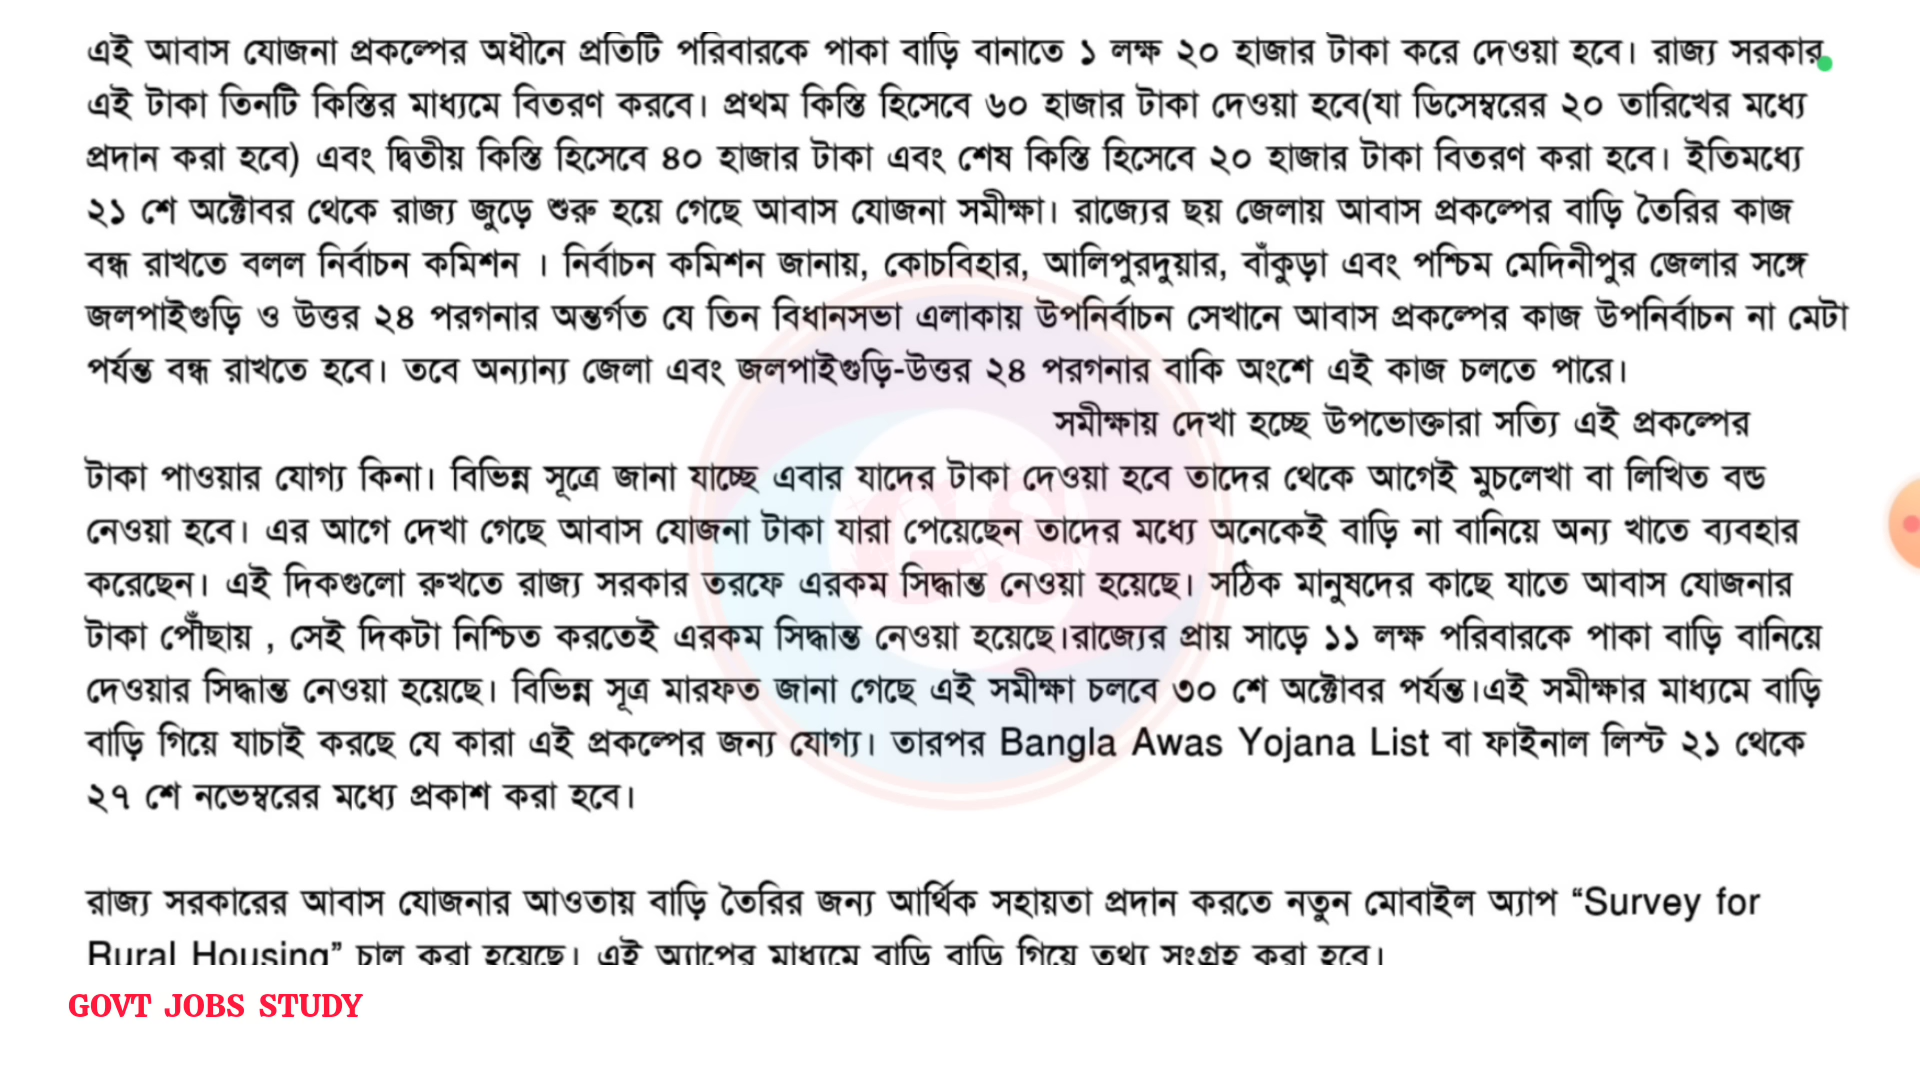 এই আবাস যোজনা প্রকল্পের অধীনে প্রতিটি পরিবারকে পাকা বাড়ি বানাতে ১ লক্ষ ২০ হাজার টাকা করে দেওয়া হবে। রাজ্য সরকার
এই টাকা তিনটি কিস্তির মাধ্যমে বিতরণ করবে। প্রথম কিস্তি হিসেবে ৬০ হাজার টাকা দেওয়া হবে(যা ডিসেম্বরের ২০ তারিখের মধ্যে
প্রদান করা হবে) এবং দ্বিতীয় কিস্তি হিসেবে ৪০ হাজার টাকা এবং শেষ কিস্তি হিসেবে ২০ হাজার টাকা বিতরণ করা হবে। ইতিমধ্যে
২১ শে অক্টোবর থেকে রাজ্য জুড়ে শুরু হয়ে গেছে আবাস যোজনা সমীক্ষা। রাজ্যের ছয় জেলায় আবাস প্রকল্পের বাড়ি তৈরির কাজ
বন্ধ রাখতে বলল নির্বাচন কমিশন । নির্বাচন কমিশন জানায়, কোচবিহার, আলিপুরদুয়ার, বাঁকুড়া এবং পশ্চিম মেদিনীপুর জেলার সঙ্গে
জলপাইগুড়ি ও উত্তর ২৪ পরগনার অন্তর্গত যে তিন বিধানসভা এলাকায় উপনির্বাচন সেখানে আবাস প্রকল্পের কাজ উপনির্বাচন না মেটা
পর্যন্ত বন্ধ রাখতে হবে। তবে অন্যান্য জেলা এবং জলপাইগুড়ি-উত্তর ২৪ পরগনার বাকি অংশে এই কাজ চলতে পারে।
সমীক্ষায় দেখা হচ্ছে উপভোক্তারা সত্যি এই প্রকল্পের
টাকা পাওয়ার যোগ্য কিনা। বিভিন্ন সূত্রে জানা যাচ্ছে এবার যাদের টাকা দেওয়া হবে তাদের থেকে আগেই মুচলেখা বা লিখিত বন্ড
নেওয়া হবে। এর আগে দেখা গেছে আবাস যোজনা টাকা যারা পেয়েছেন তাদের মধ্যে অনেকেই বাড়ি না বানিয়ে অন্য খাতে ব্যবহার
করেছেন। এই দিকগুলো রুখতে রাজ্য সরকার তরফে এরকম সিদ্ধান্ত নেওয়া হয়েছে। সঠিক মানুষদের কাছে যাতে আবাস যোজনার
টাকা পৌঁছায় , সেই দিকটা নিশ্চিত করতেই এরকম সিদ্ধান্ত নেওয়া হয়েছে।রাজ্যের প্রায় সাড়ে ১১ লক্ষ পরিবারকে পাকা বাড়ি বানিয়ে
দেওয়ার সিদ্ধান্ত নেওয়া হয়েছে। বিভিন্ন সূত্র মারফত জানা গেছে এই সমীক্ষা চলবে ৩০ শে অক্টোবর পর্যন্ত।এই সমীক্ষার মাধ্যমে বাড়ি
বাড়ি গিয়ে যাচাই করছে যে কারা এই প্রকল্পের জন্য যোগ্য। তারপর Bangla Awas Yojana List বা ফাইনাল লিস্ট ২১ থেকে
২৭ শে নভেম্বরের মধ্যে প্রকাশ করা হবে।
রাজ্য সরকারের আবাস যোজনার আওতায় বাড়ি তৈরির জন্য আর্থিক সহায়তা প্রদান করতে নতুন মোবাইল অ্যাপ “Survey for
Rural Housing” চালু করা হয়েছে। এই অ্যাপের মাধ্যমে বাড়ি বাড়ি গিয়ে তথ্য সংগ্রহ করা হবে।
GOVT JOBS STUDY